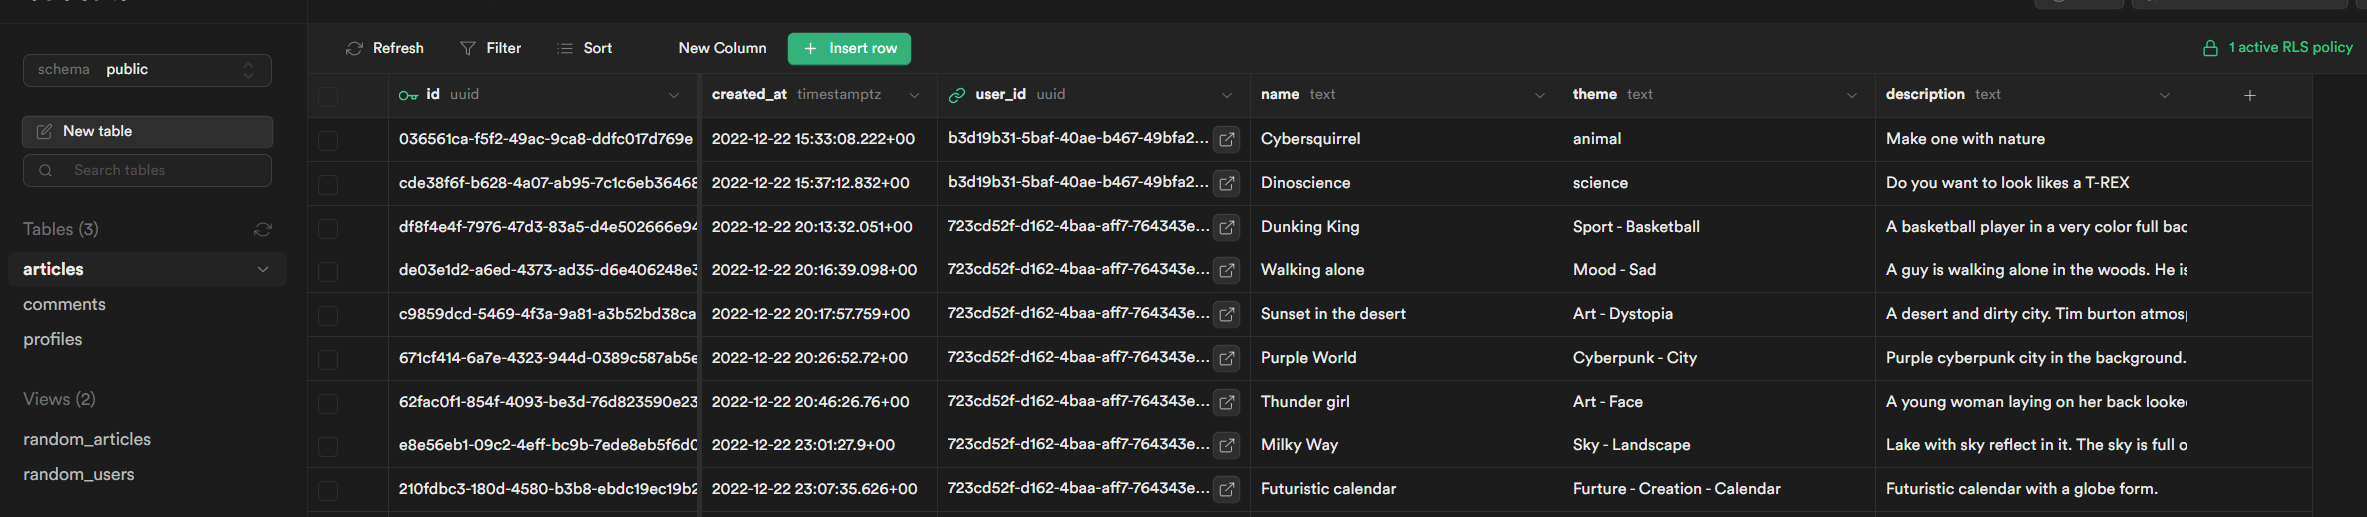 Refresh Filter Sort New Column + Insert row 1 active RLS policy
schema public
id uuid created_at timestamptz user_id uuid name text theme text description text +
New table
Search tables
Tables (3)
articles
comments
profiles
Views (2)
random_articles
random_users
036561ca-f5f2-49ac-9ca8-ddfc017d769e 2022-12-22 15:33:08.222+00 b3d19b31-5baf-40ae-b467-49bfa2... Cybersquirrel animal Make one with nature
cde38f6f-b628-4a07-ab95-7c1c6eb36468 2022-12-22 15:37:12.832+00 b3d19b31-5baf-40ae-b467-49bfa2... Dinoscience science Do you want to look likes a T-REX
df8f4e4f-7976-47d3-83a5-d4e502666e94 2022-12-22 20:13:32.051+00 723cd52f-d162-4baa-aff7-764343e... Dunking King Sport - Basketball A basketball player in a very color full bac
de03e1d2-a6ed-4373-ad35-d6e406248e3 2022-12-22 20:16:39.098+00 723cd52f-d162-4baa-aff7-764343e... Walking alone Mood - Sad A guy is walking alone in the woods. He is
c9859dcd-5469-4f3a-9a81-a3b52bd38ca 2022-12-22 20:17:57.759+00 723cd52f-d162-4baa-aff7-764343e... Sunset in the desert Art - Dystopia A desert and dirty city. Tim burton atmosp
671cf414-6a7e-4323-944d-0389c587ab5e 2022-12-22 20:26:52.72+00 723cd52f-d162-4baa-aff7-764343e... Purple World Cyberpunk - City Purple cyberpunk city in the background.
62fac0f1-854f-4093-be3d-76d823590e23 2022-12-22 20:46:26.76+00 723cd52f-d162-4baa-aff7-764343e... Thunder girl Art - Face A young woman laying on her back looke
e8e56eb1-09c2-4eff-bc9b-7ede8eb5f6d0 2022-12-22 23:01:27.9+00 723cd52f-d162-4baa-aff7-764343e... Milky Way Sky - Landscape Lake with sky reflect in it. The sky is full o
210fdbc3-180d-4580-b3b8-ebdc19ec19b2 2022-12-22 23:07:35.626+00 723cd52f-d162-4baa-aff7-764343e... Futuristic calendar Furture - Creation - Calendar Futuristic calendar with a globe form.